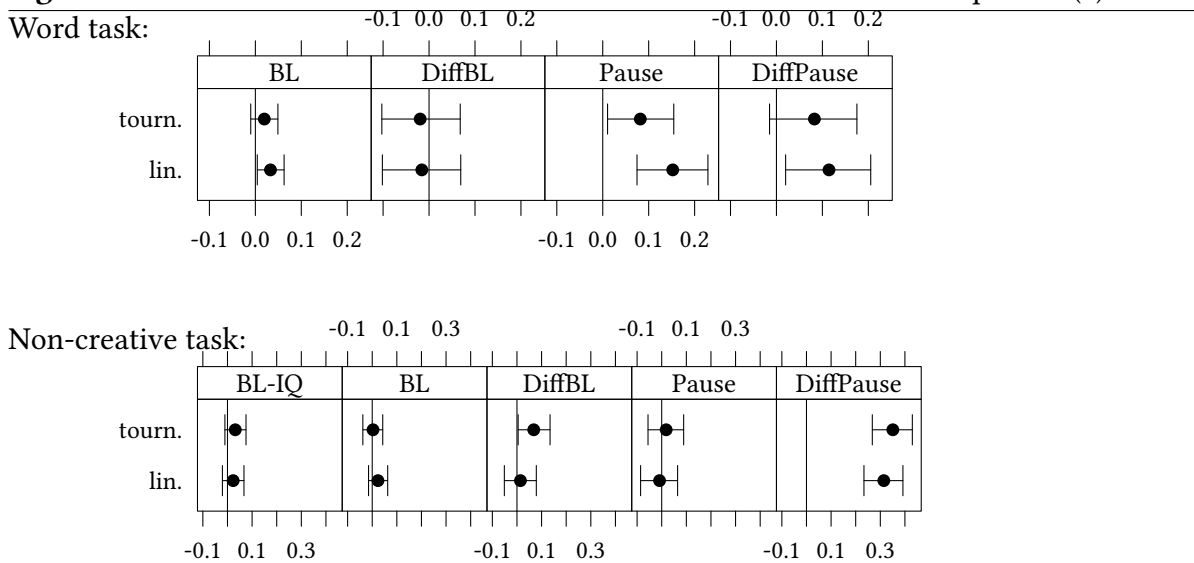 -0.1 0.0 0.1 0.2 -0.1 0.0 0.1 0.2
Word task:
BL DiffBL Pause DiffPause
tourn.
lin.
-0.1 0.0 0.1 0.2 -0.1 0.0 0.1 0.2
-0.1 0.1 0.3 -0.1 0.1 0.3
Non-creative task:
BL-IQ BL DiffBL Pause DiffPause
tourn.
lin.
-0.1 0.1 0.3 -0.1 0.1 0.3 -0.1 0.1 0.3